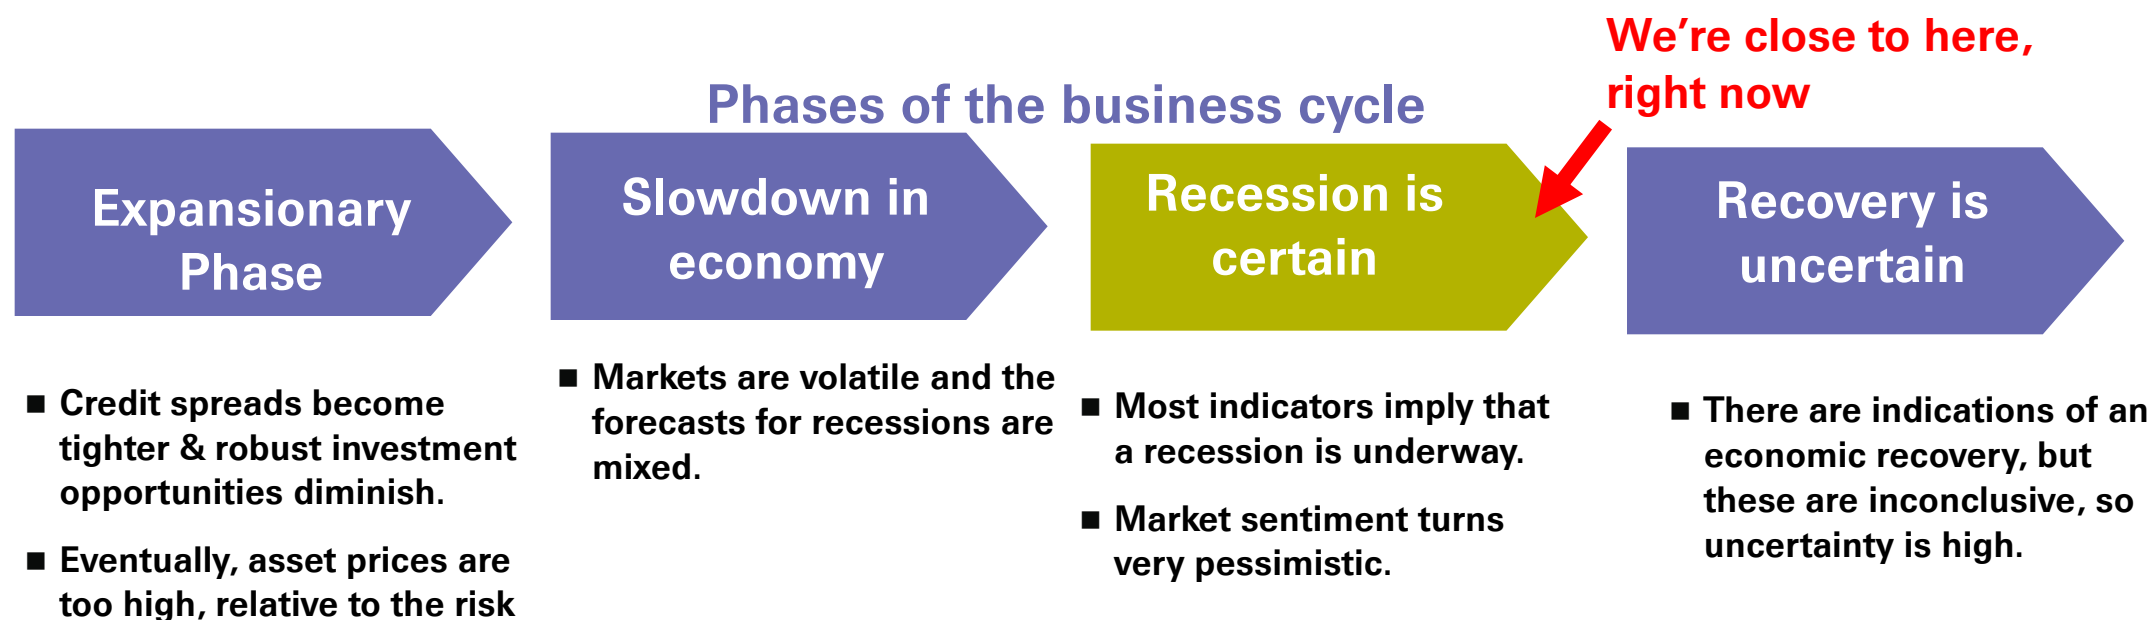 We're close to here,
right now
Phases of the business cycle
Expansionary
Phase
Slowdown in
economy
Recession is
certain
Recovery is
uncertain
■ Credit spreads become
tighter & robust investment
opportunities diminish.
■ Eventually, asset prices are
too high, relative to the risk
■ Markets are volatile and the
forecasts for recessions are
mixed.
■ Most indicators imply that
a recession is underway.
■ Market sentiment turns
very pessimistic.
■ There are indications of an
economic recovery, but
these are inconclusive, so
uncertainty is high.